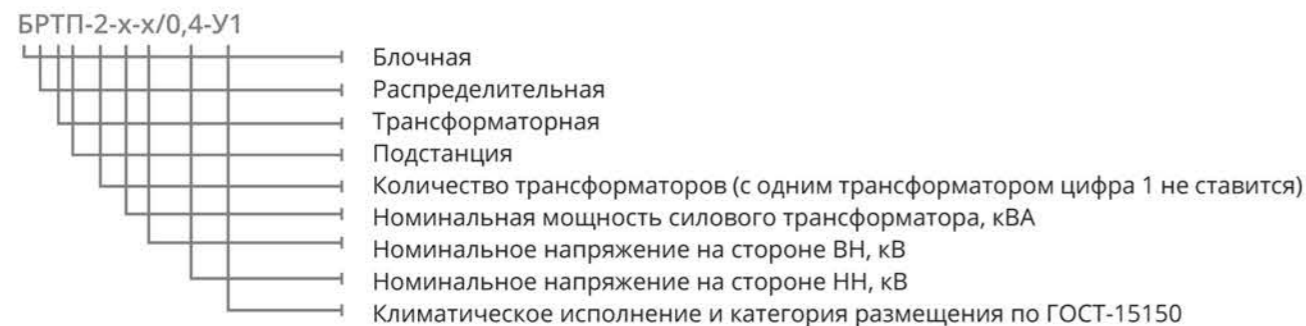 БРТП-2-х-х/0,4-У1
Блочная
Распределительная
Трансформаторная
Подстанция
Количество трансформаторов (с одним трансформатором цифра 1 не ставится)
Номинальная мощность силового трансформатора, кВА
Номинальное напряжение на стороне ВН, кВ
Номинальное напряжение на стороне НН, кВ
Климатическое исполнение и категория размещения по ГОСТ-15150